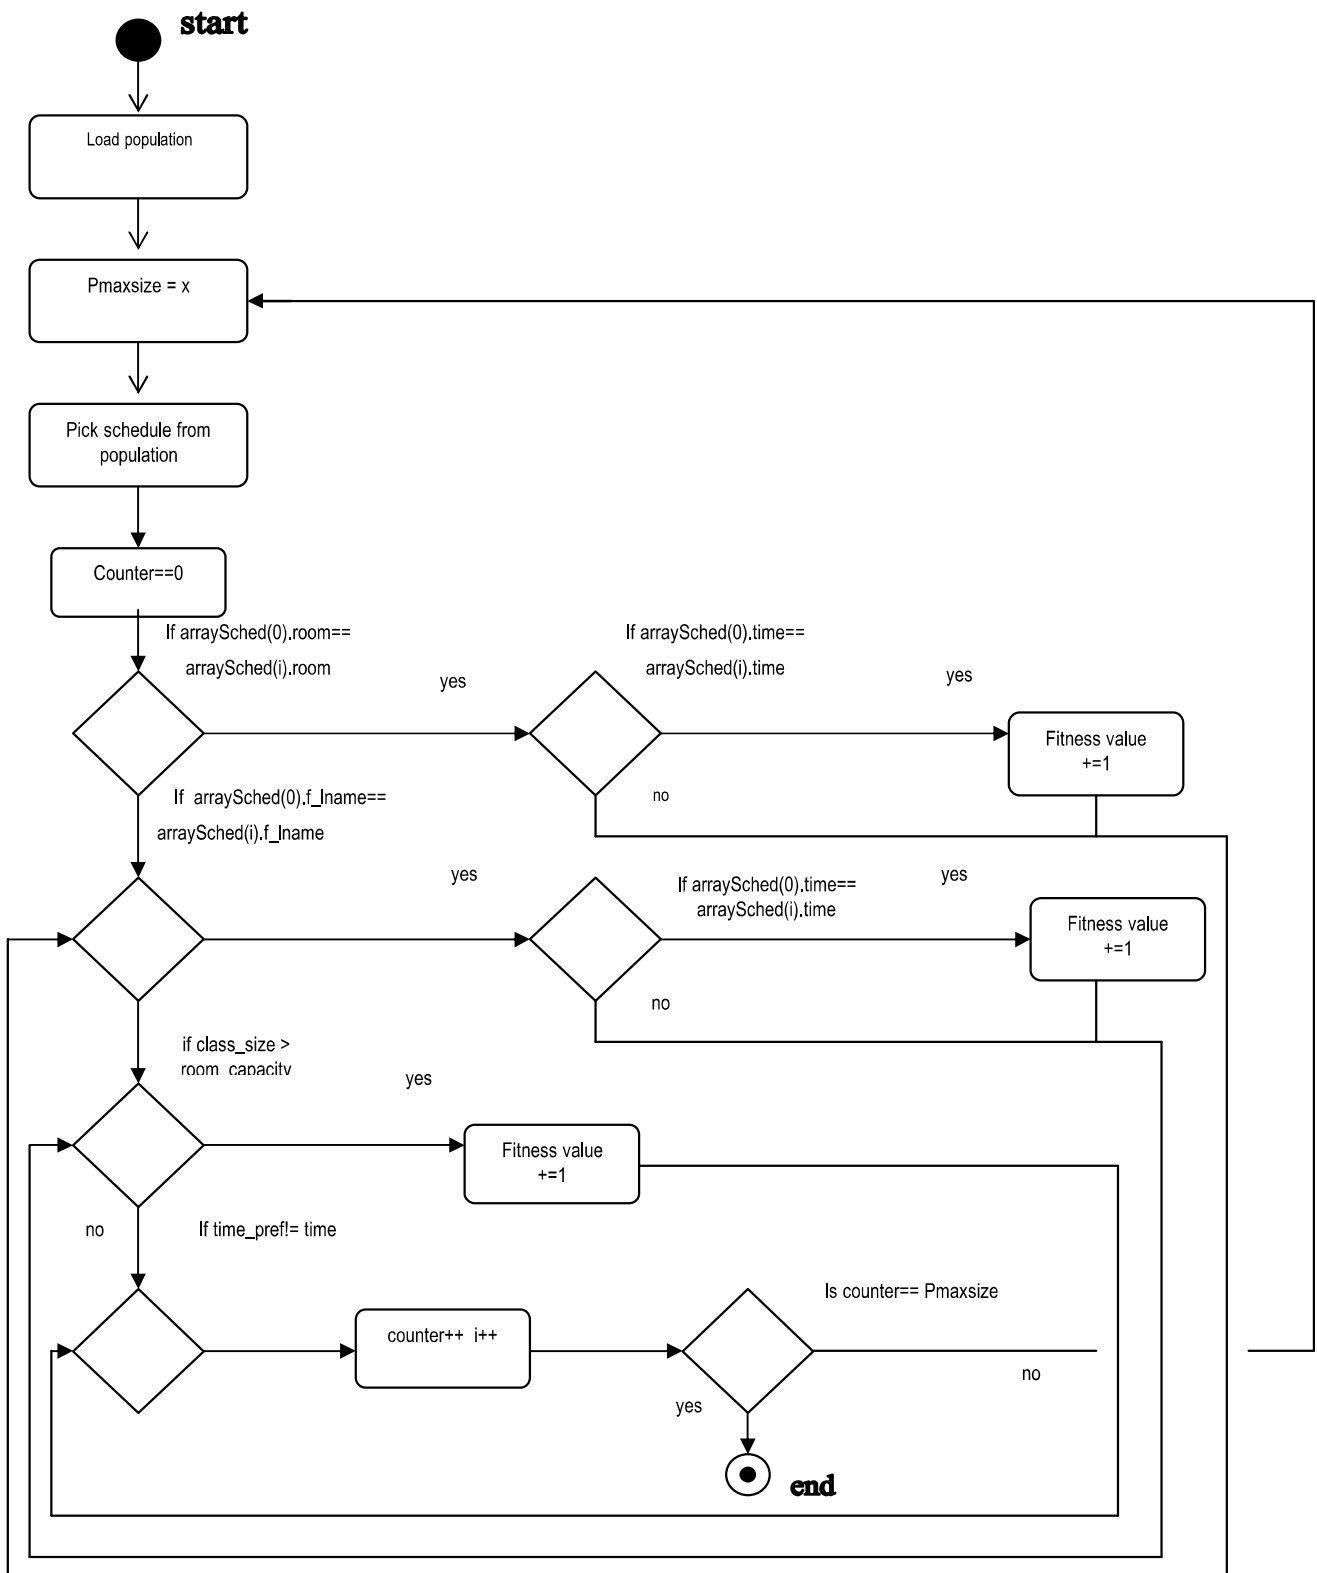 start
Load population
Pmaxsize = x
Pick schedule from
population
Counter==0
If arraySched(0).room==
arraySched(i).room
yes
If arraySched(0).time==
arraySched(i).time
yes
Fitness value
+=1
no
If arraySched(0).f_lname==
arraySched(i).f_lname
yes
If arraySched(0).time==
arraySched(i).time
yes
Fitness value
+=1
no
if class_size >
room_capacity
yes
Fitness value
+=1
no
If time_pref!= time
counter++ i++
Is counter== Pmaxsize
no
yes
end